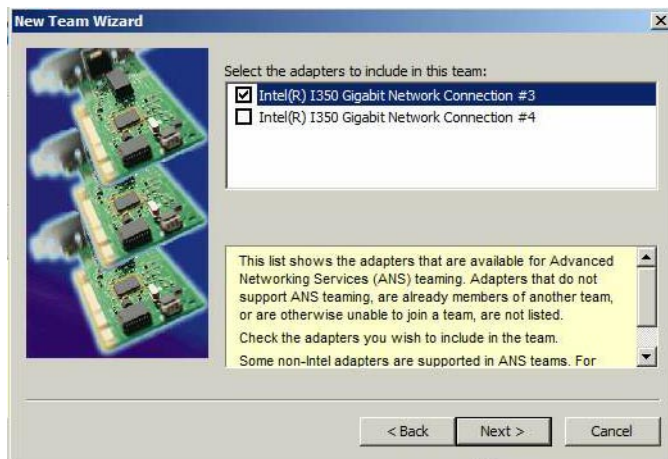 New Team Wizard
Select the adapters to include in this team:
Intel(R) I350 Gigabit Network Connection #3
Intel(R) I350 Gigabit Network Connection #4
This list shows the adapters that are available for Advanced
Networking Services (ANS) teaming. Adapters that do not
support ANS teaming, are already members of another team,
or are otherwise unable to join a team, are not listed.
Check the adapters you wish to include in the team.
Some non-Intel adapters are supported in ANS teams. For
< Back
Next >
Cancel